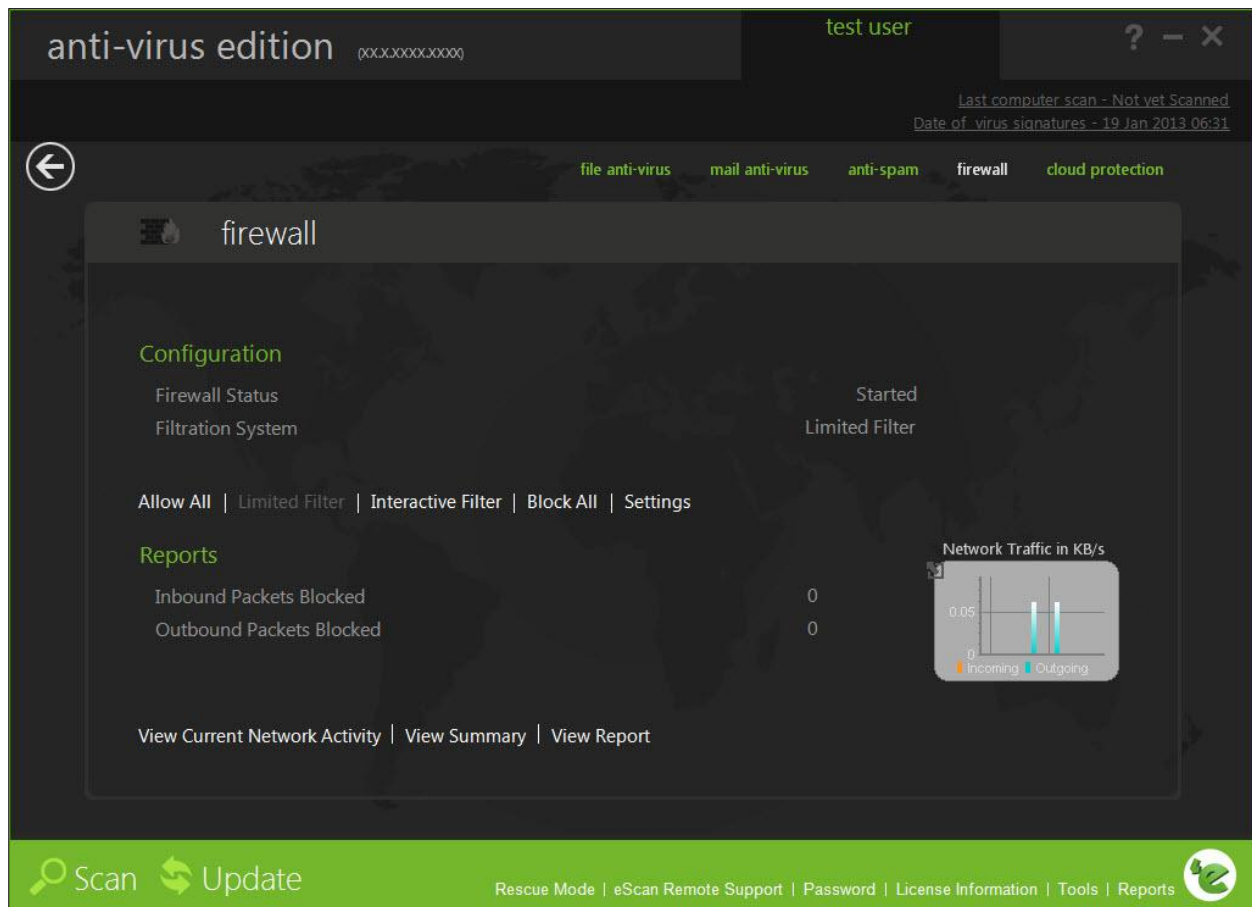 test user
anti-virus edition (xx.x.xxxx.xxxx) ? – ×
Last computer scan - Not yet Scanned
Date of virus signatures - 19 Jan 2013 06:31
file anti-virus mail anti-virus anti-spam firewall cloud protection
firewall
Configuration
Firewall Status Started
Filtration System Limited Filter
Allow All | Limited Filter | Interactive Filter | Block All | Settings
Reports
Inbound Packets Blocked 0
Outbound Packets Blocked 0
Network Traffic in KB/s
0.05
0
Incoming Outgoing
View Current Network Activity | View Summary | View Report
Scan Update
Rescue Mode | eScan Remote Support | Password | License Information | Tools | Reports
e